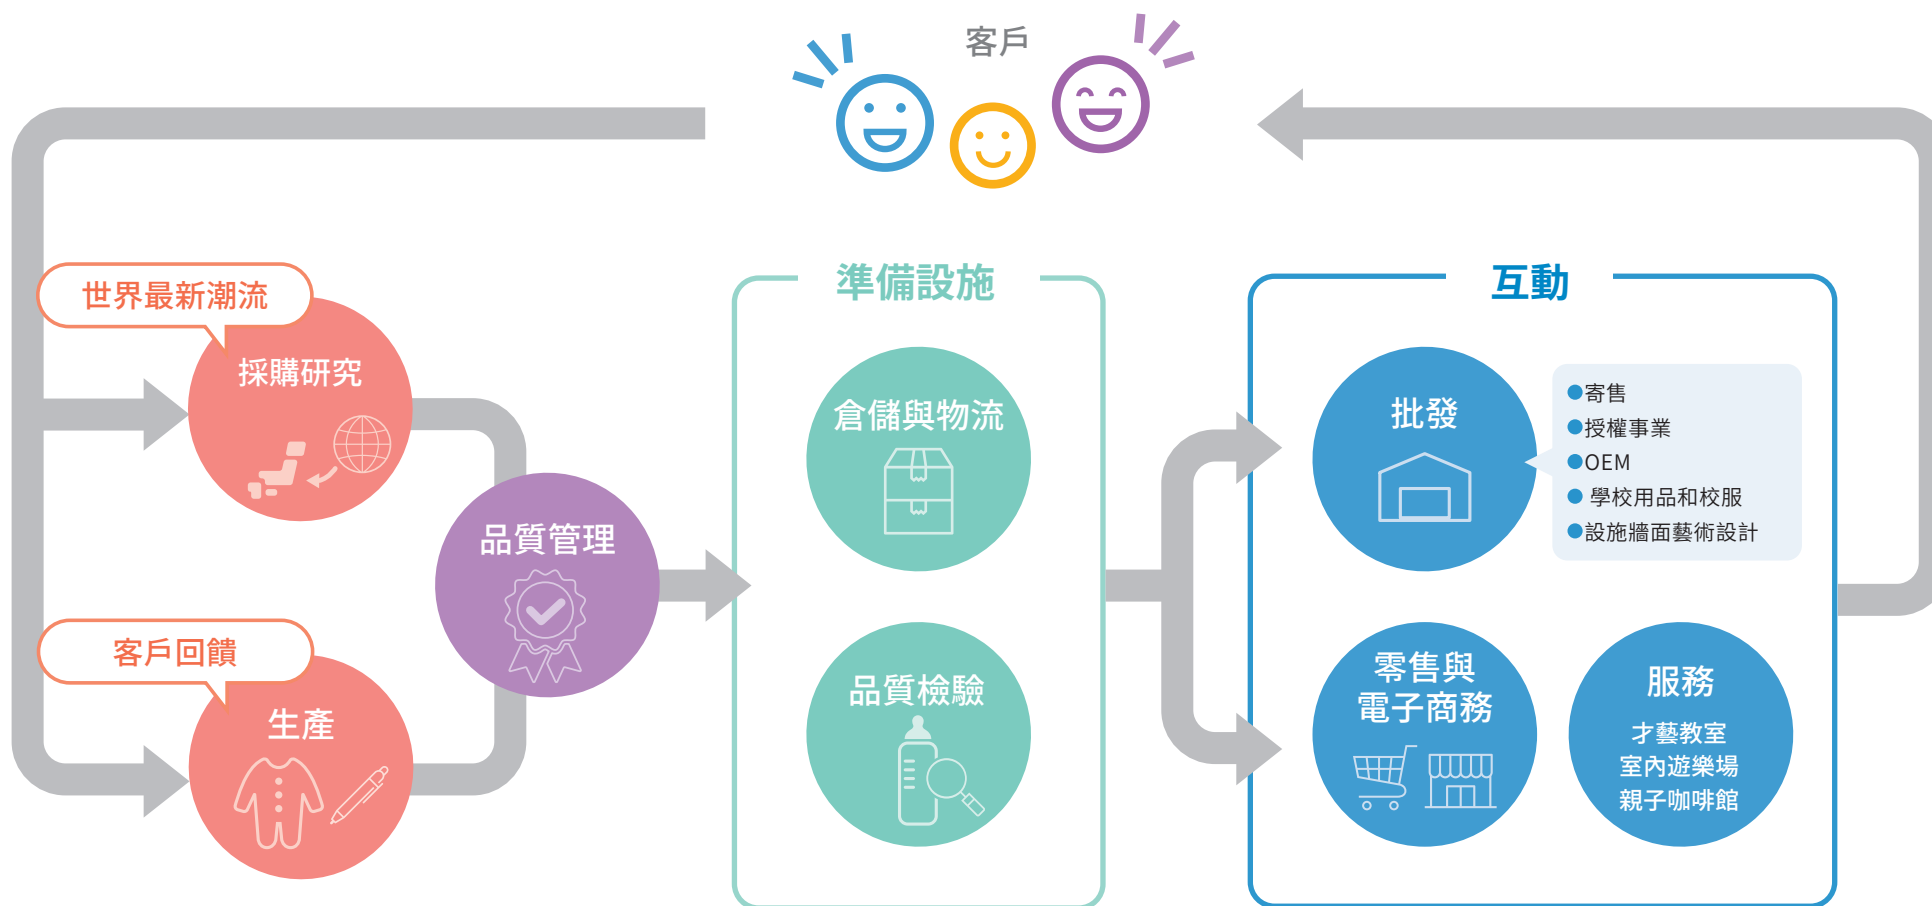 客戶
世界最新潮流
採購研究
客戶回饋
生產
品質管理
準備設施
倉儲與物流
品質檢驗
互動
批發
●寄售
●授權事業
●OEM
● 學校用品和校服
●設施牆面藝術設計
零售與
電子商務
服務
才藝教室
室內遊樂場
親子咖啡館